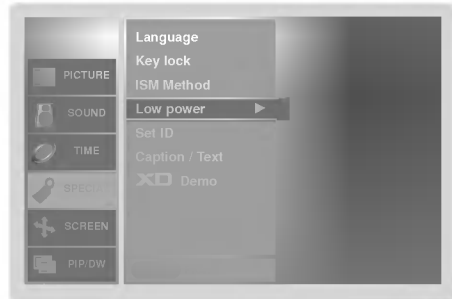 PICTURE
SOUND
TIME
SPECIAL
SCREEN
PIP/DW
Language
Key lock
ISM Method
Low power
Set ID
Caption / Text
XD Demo